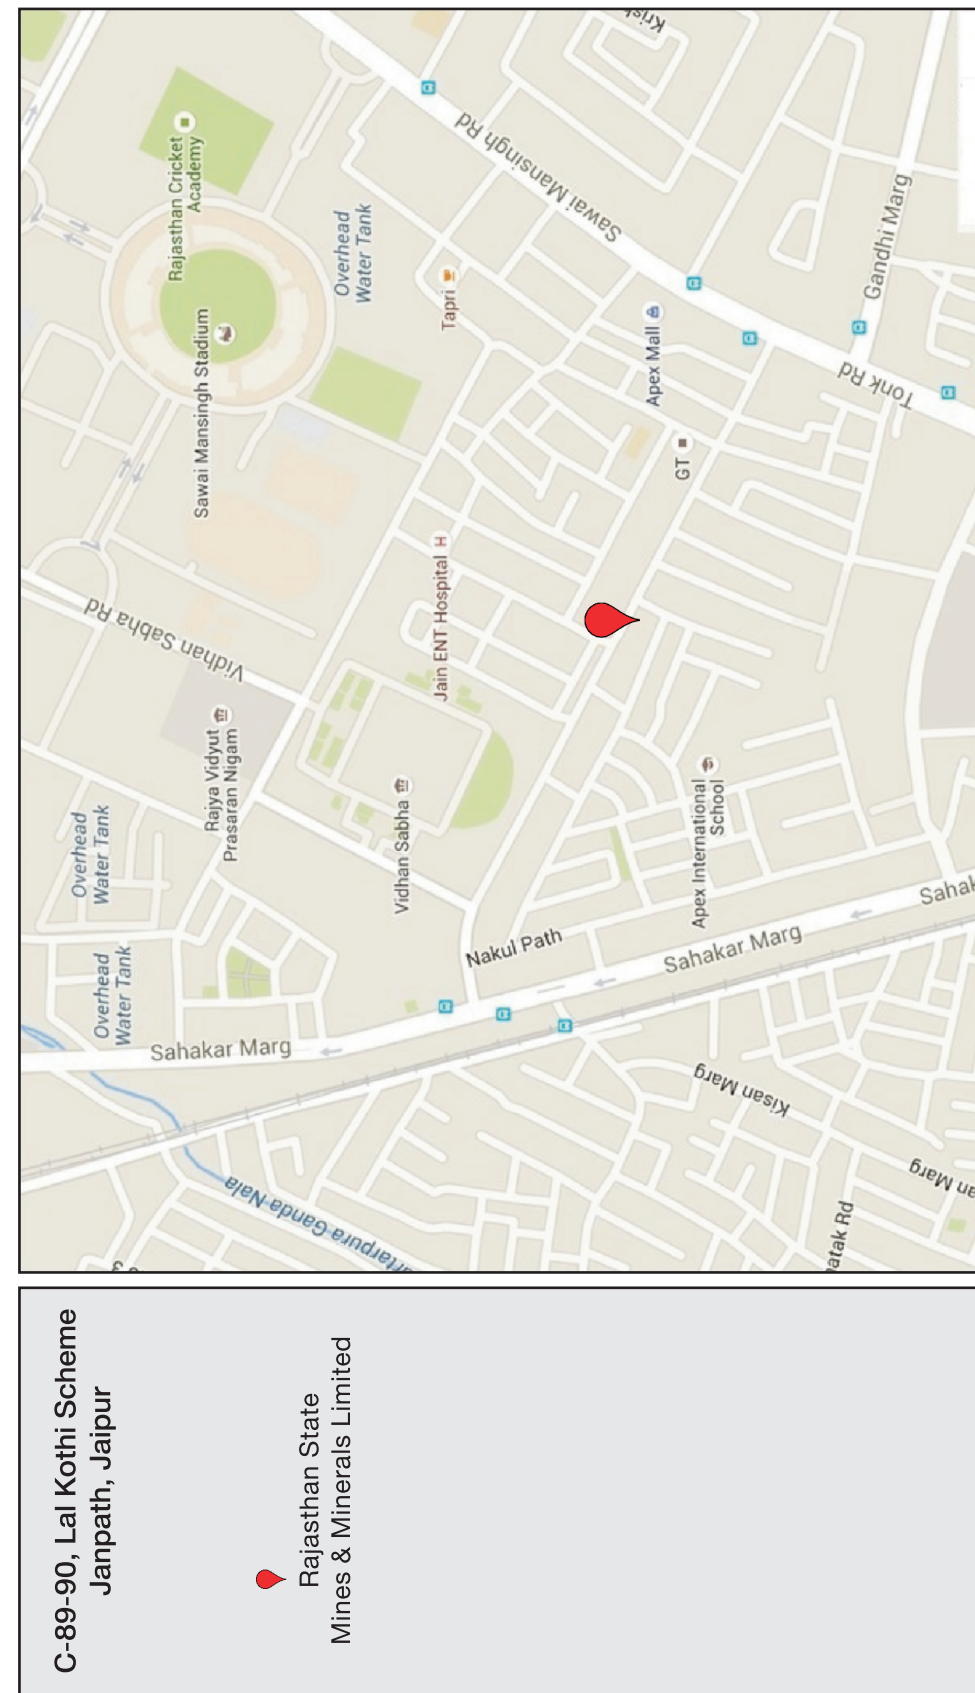 C-89-90, Lal Kothi Scheme
Janpath, Jaipur
Rajasthan State
Mines & Minerals Limited
Overhead
Water Tank
Overhead
Water Tank
Rajya Vidyut
Prasaran Nigam
Vidhan Sabha Rd
Sawai Mansingh Stadium
Rajasthan Cricket
Academy
Overhead
Water Tank
Sahakar Marg
Vidhan Sabha
Jain ENT Hospital
H
Tapri
Sawai Mansingh Rd
Nakul Path
Sahakar Marg
Apex International
School
GT
Apex Mall
Tonk Rd
Gandhi Marg
Kisan Marg